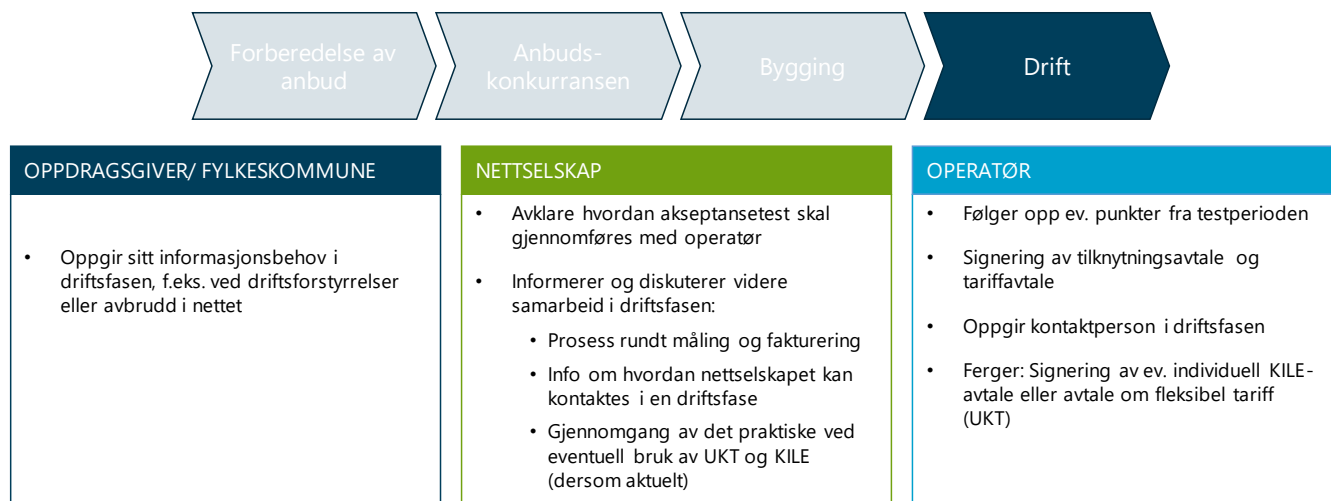 Forberedelse av
anbud
Anbuds-
konkurransen
Bygging
Drift
OPPDRAGSGIVER/ FYLKESKOMMUNE
• Oppgir sitt informasjonsbehov i
driftsfasen, f.eks. ved driftsforstyrrelser
eller avbrudd i nettet
NETTSELSKAP
• Avklare hvordan akseptansetest skal
gjennomføres med operatør
• Informerer og diskuterer videre
samarbeid i driftsfasen:
• Prosess rundt måling og fakturering
• Info om hvordan nettselskapet kan
kontaktes i en driftsfase
• Gjennomgang av det praktiske ved
eventuell bruk av UKT og KILE
(dersom aktuelt)
OPERATØR
• Følger opp ev. punkter fra testperioden
• Signering av tilknytningsavtale og
tariffavtale
• Oppgir kontaktperson i driftsfasen
• Ferger: Signering av ev. individuell KILE-
avtale eller avtale om fleksibel tariff
(UKT)